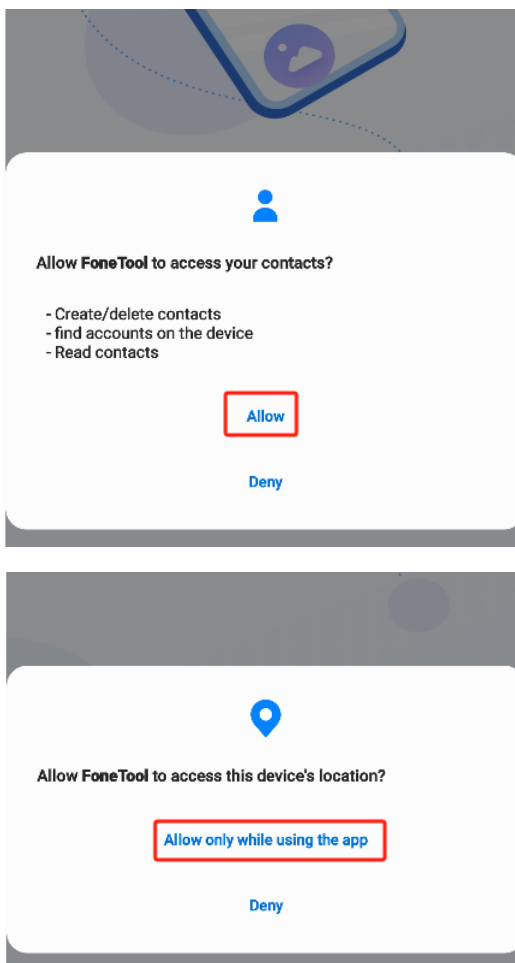 Allow FoneTool to access your contacts?
- Create/delete contacts
- find accounts on the device
- Read contacts
Allow
Deny
Allow FoneTool to access this device's location?
Allow only while using the app
Deny